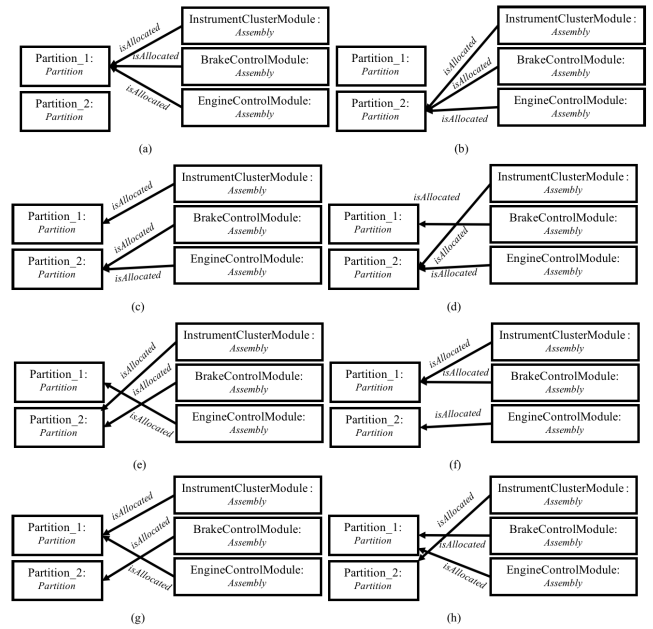 InstrumentClusterModule :
Assembly
isAllocated
Partition_1:
Partition
isAllocated
BrakeControlModule:
Assembly
Partition_2:
Partition
isAllocated
EngineControlModule:
Assembly
(a)
InstrumentClusterModule :
Assembly
isAllocated
Partition_1:
Partition
isAllocated
BrakeControlModule:
Assembly
Partition_2:
Partition
isAllocated
EngineControlModule:
Assembly
(b)
InstrumentClusterModule :
Assembly
isAllocated
Partition_1:
Partition
isAllocated
BrakeControlModule:
Assembly
Partition_2:
Partition
isAllocated
EngineControlModule:
Assembly
(c)
InstrumentClusterModule :
Assembly
isAllocated
Partition_1:
Partition
isAllocated
BrakeControlModule:
Assembly
Partition_2:
Partition
isAllocated
EngineControlModule:
Assembly
(d)
InstrumentClusterModule :
Assembly
isAllocated
Partition_1:
Partition
isAllocated
BrakeControlModule:
Assembly
Partition_2:
Partition
isAllocated
EngineControlModule:
Assembly
(e)
InstrumentClusterModule :
Assembly
isAllocated
Partition_1:
Partition
isAllocated
BrakeControlModule:
Assembly
Partition_2:
Partition
isAllocated
EngineControlModule:
Assembly
(f)
InstrumentClusterModule :
Assembly
isAllocated
Partition_1:
Partition
isAllocated
BrakeControlModule:
Assembly
Partition_2:
Partition
isAllocated
EngineControlModule:
Assembly
(g)
InstrumentClusterModule :
Assembly
isAllocated
Partition_1:
Partition
isAllocated
BrakeControlModule:
Assembly
Partition_2:
Partition
isAllocated
EngineControlModule:
Assembly
(h)